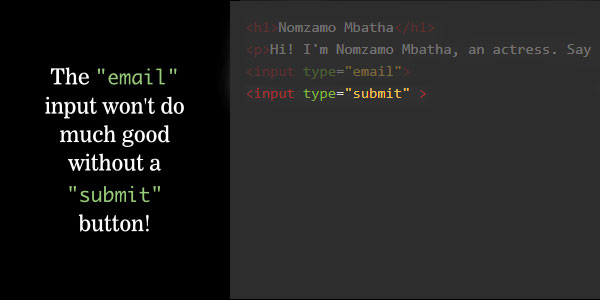 The "email"
input won't do
much good
without a
"submit"
button!
<h1>Nomzamo Mbatha</h1>
<p>Hi! I'm Nomzamo Mbatha, an actress. Say
<input type="email">
<input type="submit" >